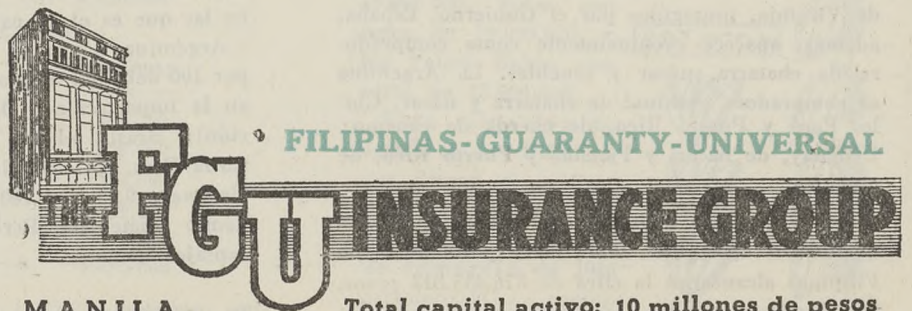 FILIPINAS-GUARANTY-UNIVERSAL
THE FGU INSURANCE GROUP
MANILA Total capital activo: 10 millones de pesos